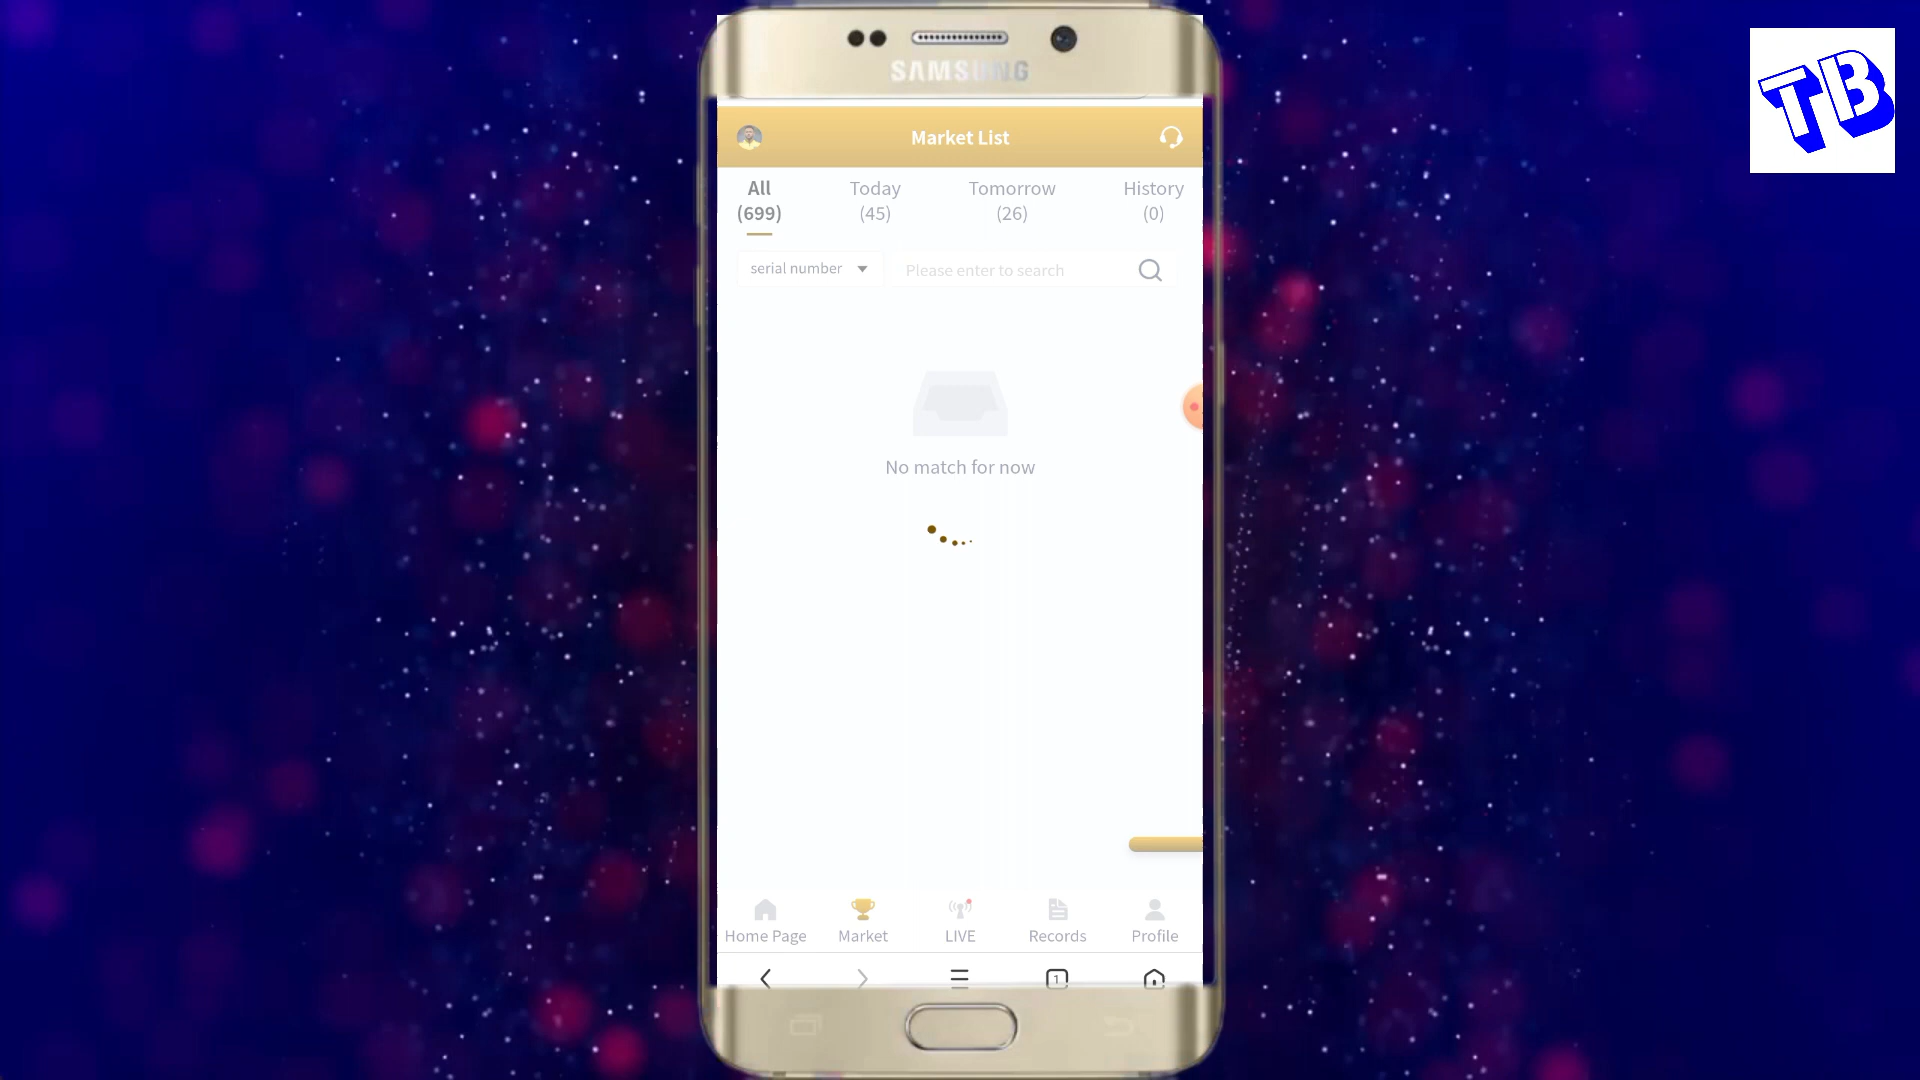 SAMSUNG
TB
Market List
All
(699)
Today
(45)
Tomorrow
(26)
History
(0)
serial number
Please enter to search
No match for now
Home Page
Market
LIVE
Records
Profile
1